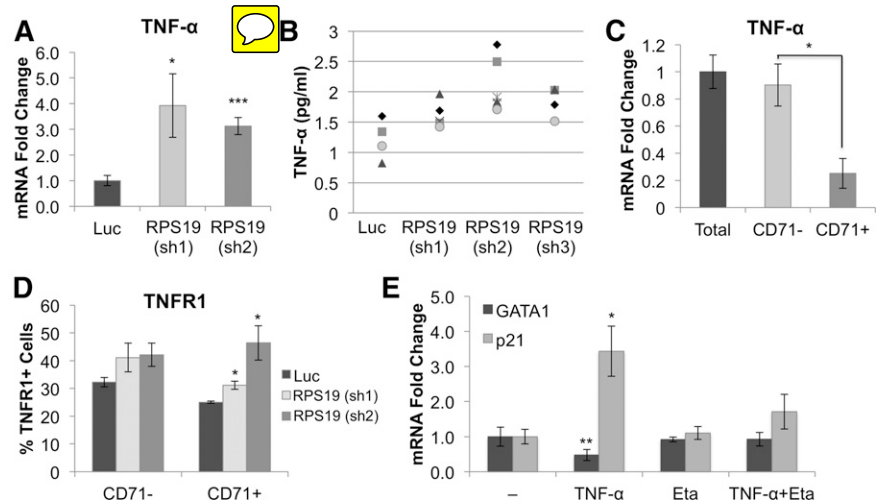 A
TNF-α
mRNA Fold Change
6.0
5.0
4.0
3.0
2.0
1.0
0.0
*
***
Luc
RPS19
(sh1)
RPS19
(sh2)
B
TNF-α (pg/ml)
3
2.5
2
1.5
1
0.5
0
Luc
RPS19
(sh1)
RPS19
(sh2)
RPS19
(sh3)
C
TNF-α
mRNA Fold Change
1.2
1
0.8
0.6
0.4
0.2
0
*
Total
CD71-
CD71+
D
TNFR1
% TNFR1+ Cells
60
50
40
30
20
10
0
*
*
CD71-
CD71+
Luc
RPS19 (sh1)
RPS19 (sh2)
E
mRNA Fold Change
5.0
4.0
3.0
2.0
1.0
0.0
GATA1
p21
**
*
–
TNF-α
Eta
TNF-α+Eta